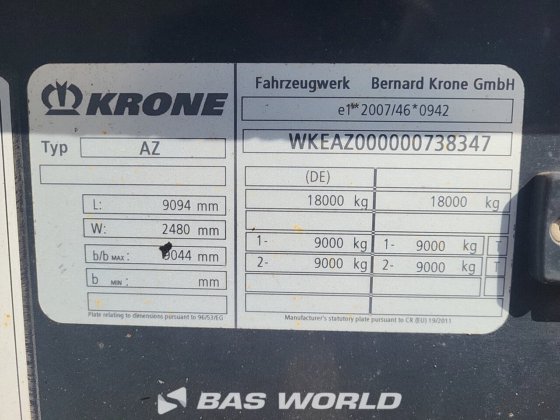 KRONE
Typ AZ
L: 9094 mm
W: 2480 mm
b/b MAX: 9044 mm
b MIN: mm
Plate relating to dimensions pursuant to 96/53/EG
Fahrzeugwerk Bernard Krone GmbH
e1**2007/46*0942
WKEAZ000000738347
(DE)
18000 kg 18000 kg
1- 9000 kg 1- 9000 kg T
2- 9000 kg 2- 9000 kg T
kg kg T
Manufacturer's statutory plate pursuant to CR (EU) 19/2011
BAS WORLD